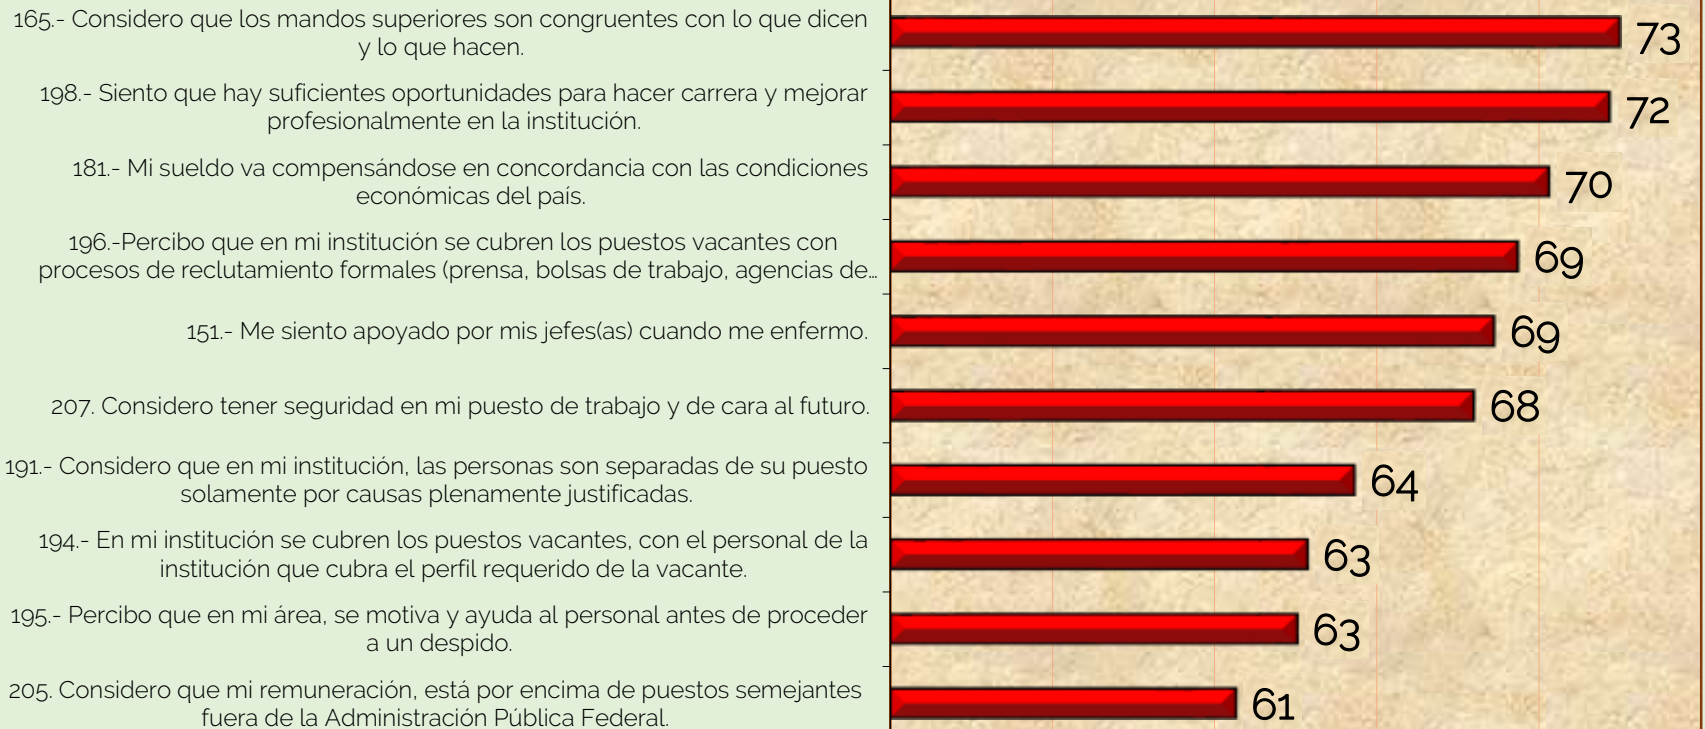 165.- Considero que los mandos superiores son congruentes con lo que dicen
y lo que hacen.
73
198.- Siento que hay suficientes oportunidades para hacer carrera y mejorar
profesionalmente en la institución.
72
181.- Mi sueldo va compensándose en concordancia con las condiciones
económicas del país.
70
196.-Percibo que en mi institución se cubren los puestos vacantes con
procesos de reclutamiento formales (prensa, bolsas de trabajo, agencias de…
69
151.- Me siento apoyado por mis jefes(as) cuando me enfermo.
69
207. Considero tener seguridad en mi puesto de trabajo y de cara al futuro.
68
191.- Considero que en mi institución, las personas son separadas de su puesto
solamente por causas plenamente justificadas.
64
194.- En mi institución se cubren los puestos vacantes, con el personal de la
institución que cubra el perfil requerido de la vacante.
63
195.- Percibo que en mi área, se motiva y ayuda al personal antes de proceder
a un despido.
63
205. Considero que mi remuneración, está por encima de puestos semejantes
fuera de la Administración Pública Federal.
61